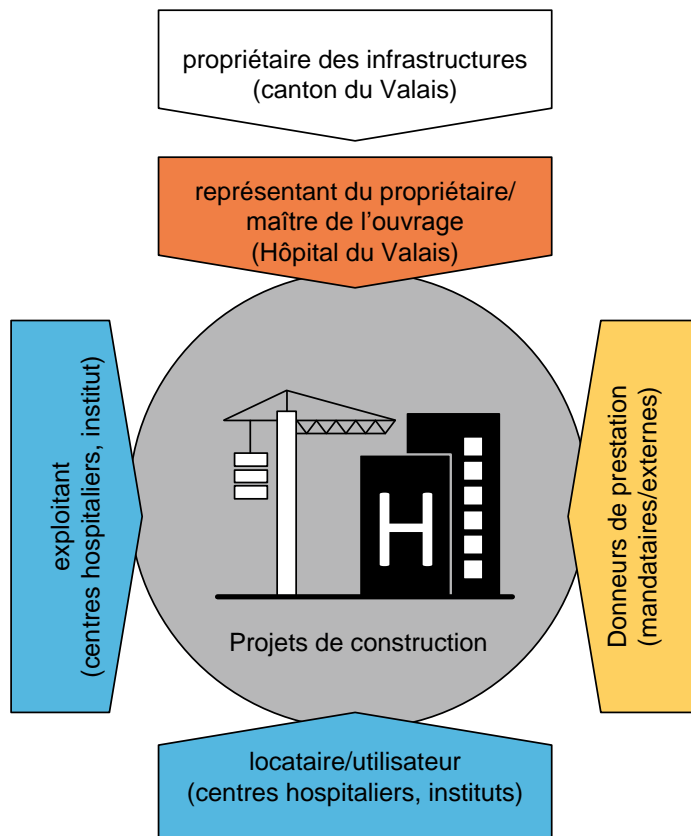 propriétaire des infrastructures
(canton du Valais)
représentant du propriétaire/
maître de l'ouvrage
(Hôpital du Valais)
exploitant
(centres hospitaliers, institut)
H
Projets de construction
Donneurs de prestation
(mandataires/externes)
locataire/utilisateur
(centres hospitaliers, instituts)